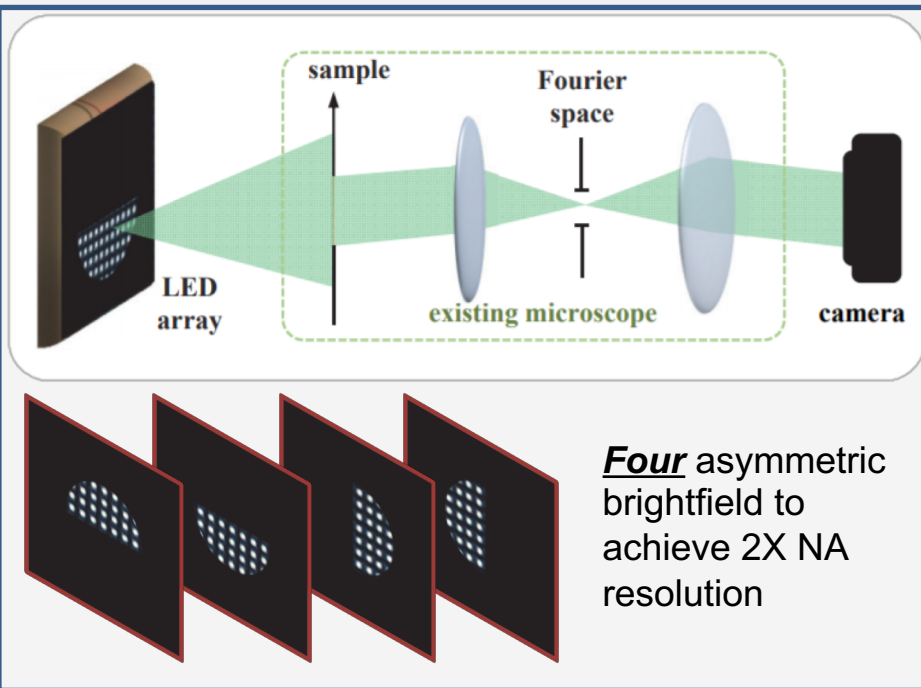 sample
Fourier
space
LED
array
existing microscope
camera
Four asymmetric
brightfield to
achieve 2X NA
resolution